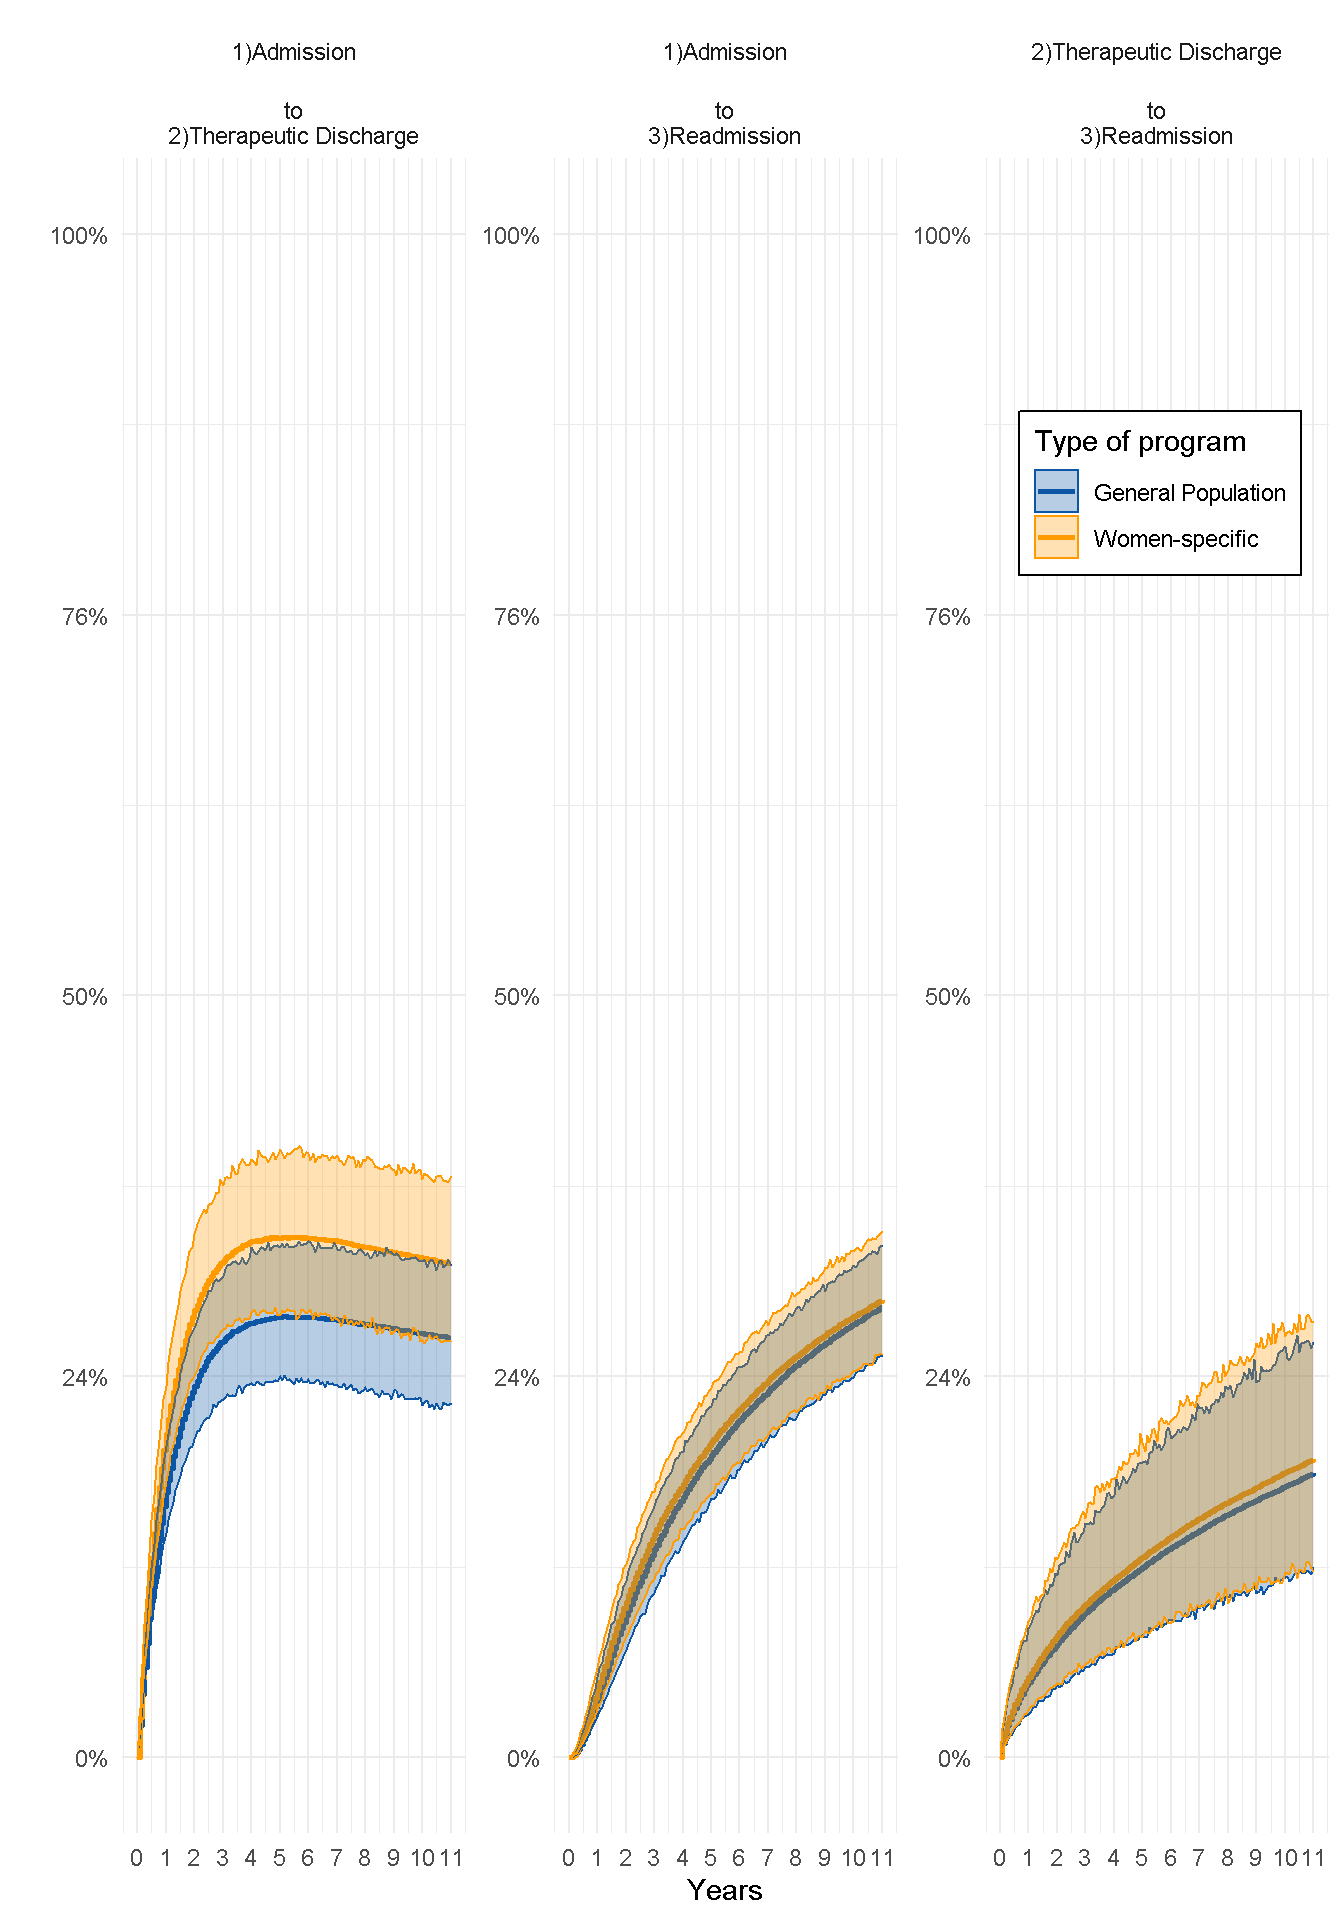 1)Admission
to
2)Therapeutic Discharge
1)Admission
to
3)Readmission
2)Therapeutic Discharge
to
3)Readmission
100%
76%
50%
24%
0%
100%
76%
50%
24%
0%
100%
76%
50%
24%
0%
Type of program
General Population
Women-specific
0 1 2 3 4 5 6 7 8 9 10 11
0 1 2 3 4 5 6 7 8 9 10 11
0 1 2 3 4 5 6 7 8 9 10 11
Years